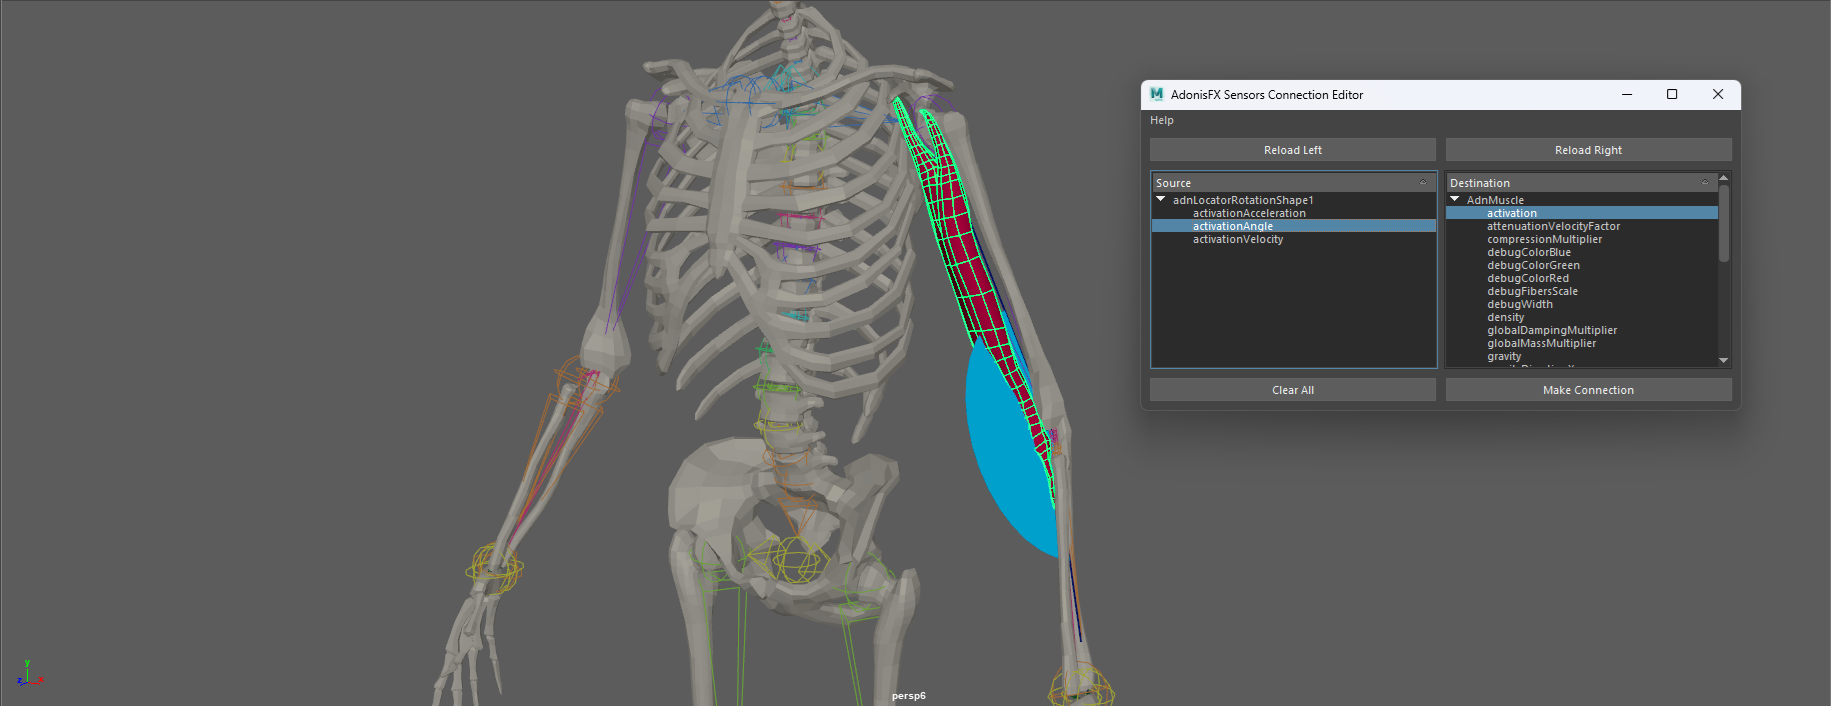 AdonisFX Sensors Connection Editor
Help
Reload Left
Reload Right
Source
adnLocatorRotationShape1
activationAcceleration
activationAngle
activationVelocity
Destination
AdnMuscle
activation
attenuationVelocityFactor
compressionMultiplier
debugColorBlue
debugColorGreen
debugColorRed
debugFibersScale
debugWidth
density
globalDampingMultiplier
globalMassMultiplier
gravity
Clear All
Make Connection
y
z
x
persp6